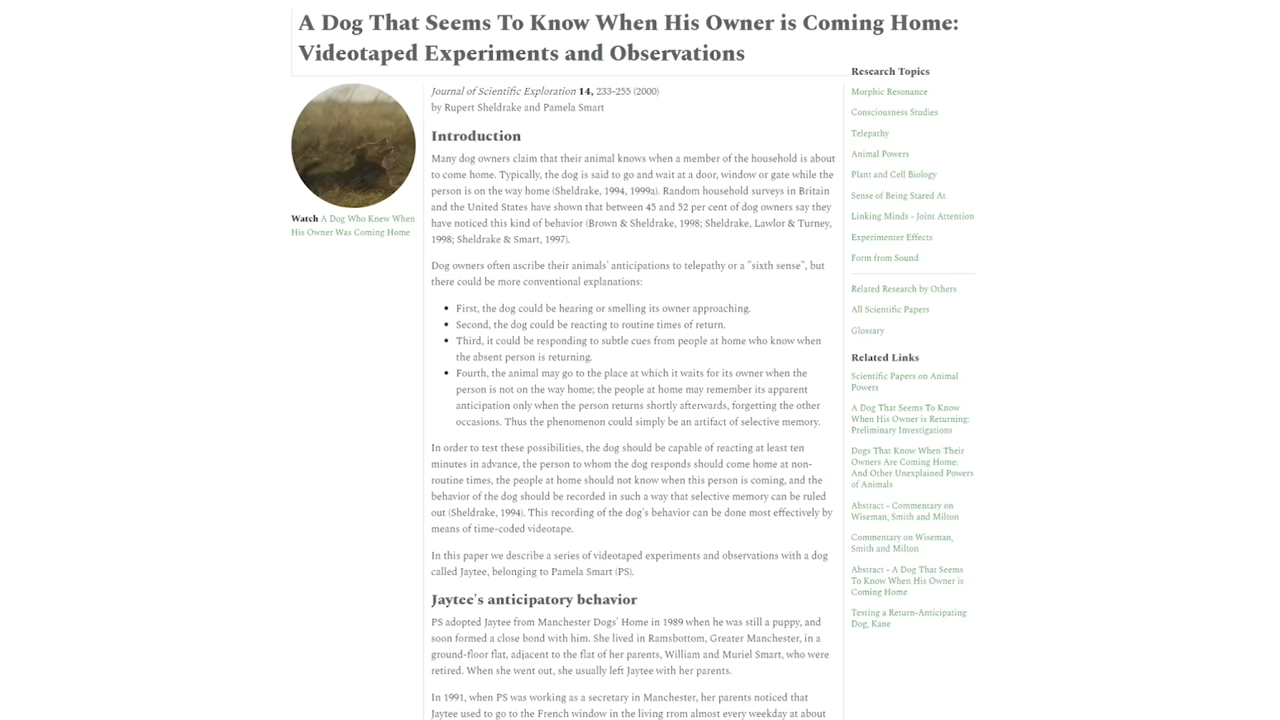 A Dog That Seems To Know When His Owner is Coming Home:
Videotaped Experiments and Observations
Watch A Dog Who Knew When
His Owner Was Coming Home
Journal of Scientific Exploration 14, 233-255 (2000)
by Rupert Sheldrake and Pamela Smart
Introduction
Many dog owners claim that their animal knows when a member of the household is about
to come home. Typically, the dog is said to go and wait at a door, window or gate while the
person is on the way home (Sheldrake, 1994, 1999a). Random household surveys in Britain
and the United States have shown that between 45 and 52 per cent of dog owners say they
have noticed this kind of behavior (Brown & Sheldrake, 1998; Sheldrake, Lawlor & Turney,
1998; Sheldrake & Smart, 1997).
Dog owners often ascribe their animals' anticipations to telepathy or a "sixth sense", but
there could be more conventional explanations:
• First, the dog could be hearing or smelling its owner approaching.
• Second, the dog could be reacting to routine times of return.
• Third, it could be responding to subtle cues from people at home who know when
the absent person is returning.
• Fourth, the animal may go to the place at which it waits for its owner when the
person is not on the way home; the people at home may remember its apparent
anticipation only when the person returns shortly afterwards, forgetting the other
occasions. Thus the phenomenon could simply be an artifact of selective memory.
In order to test these possibilities, the dog should be capable of reacting at least ten
minutes in advance, the person to whom the dog responds should come home at non-
routine times, the people at home should not know when this person is coming, and the
behavior of the dog should be recorded in such a way that selective memory can be ruled
out (Sheldrake, 1994). This recording of the dog's behavior can be done most effectively by
means of time-coded videotape.
In this paper we describe a series of videotaped experiments and observations with a dog
called Jaytee, belonging to Pamela Smart (PS).
Jaytee's anticipatory behavior
PS adopted Jaytee from Manchester Dogs' Home in 1989 when he was still a puppy, and
soon formed a close bond with him. She lived in Ramsbottom, Greater Manchester, in a
ground-floor flat, adjacent to the flat of her parents, William and Muriel Smart, who were
retired. When she went out, she usually left Jaytee with her parents.
In 1991, when PS was working as a secretary in Manchester, her parents noticed that
Jaytee used to go to the French window in the living rrom almost every weekday at about
Research Topics
Morphic Resonance
Consciousness Studies
Telepathy
Animal Powers
Plant and Cell Biology
Sense of Being Stared At
Linking Minds - Joint Attention
Experimenter Effects
Form from Sound
Related Research by Others
All Scientific Papers
Glossary
Related Links
Scientific Papers on Animal
Powers
A Dog That Seems To Know
When His Owner is Returning:
Preliminary Investigations
Dogs That Know When Their
Owners Are Coming Home:
And Other Unexplained Powers
of Animals
Abstract - Commentary on
Wiseman, Smith and Milton
Commentary on Wiseman,
Smith and Milton
Abstract - A Dog That Seems
To Know When His Owner is
Coming Home
Testing a Return-Anticipating
Dog, Kane